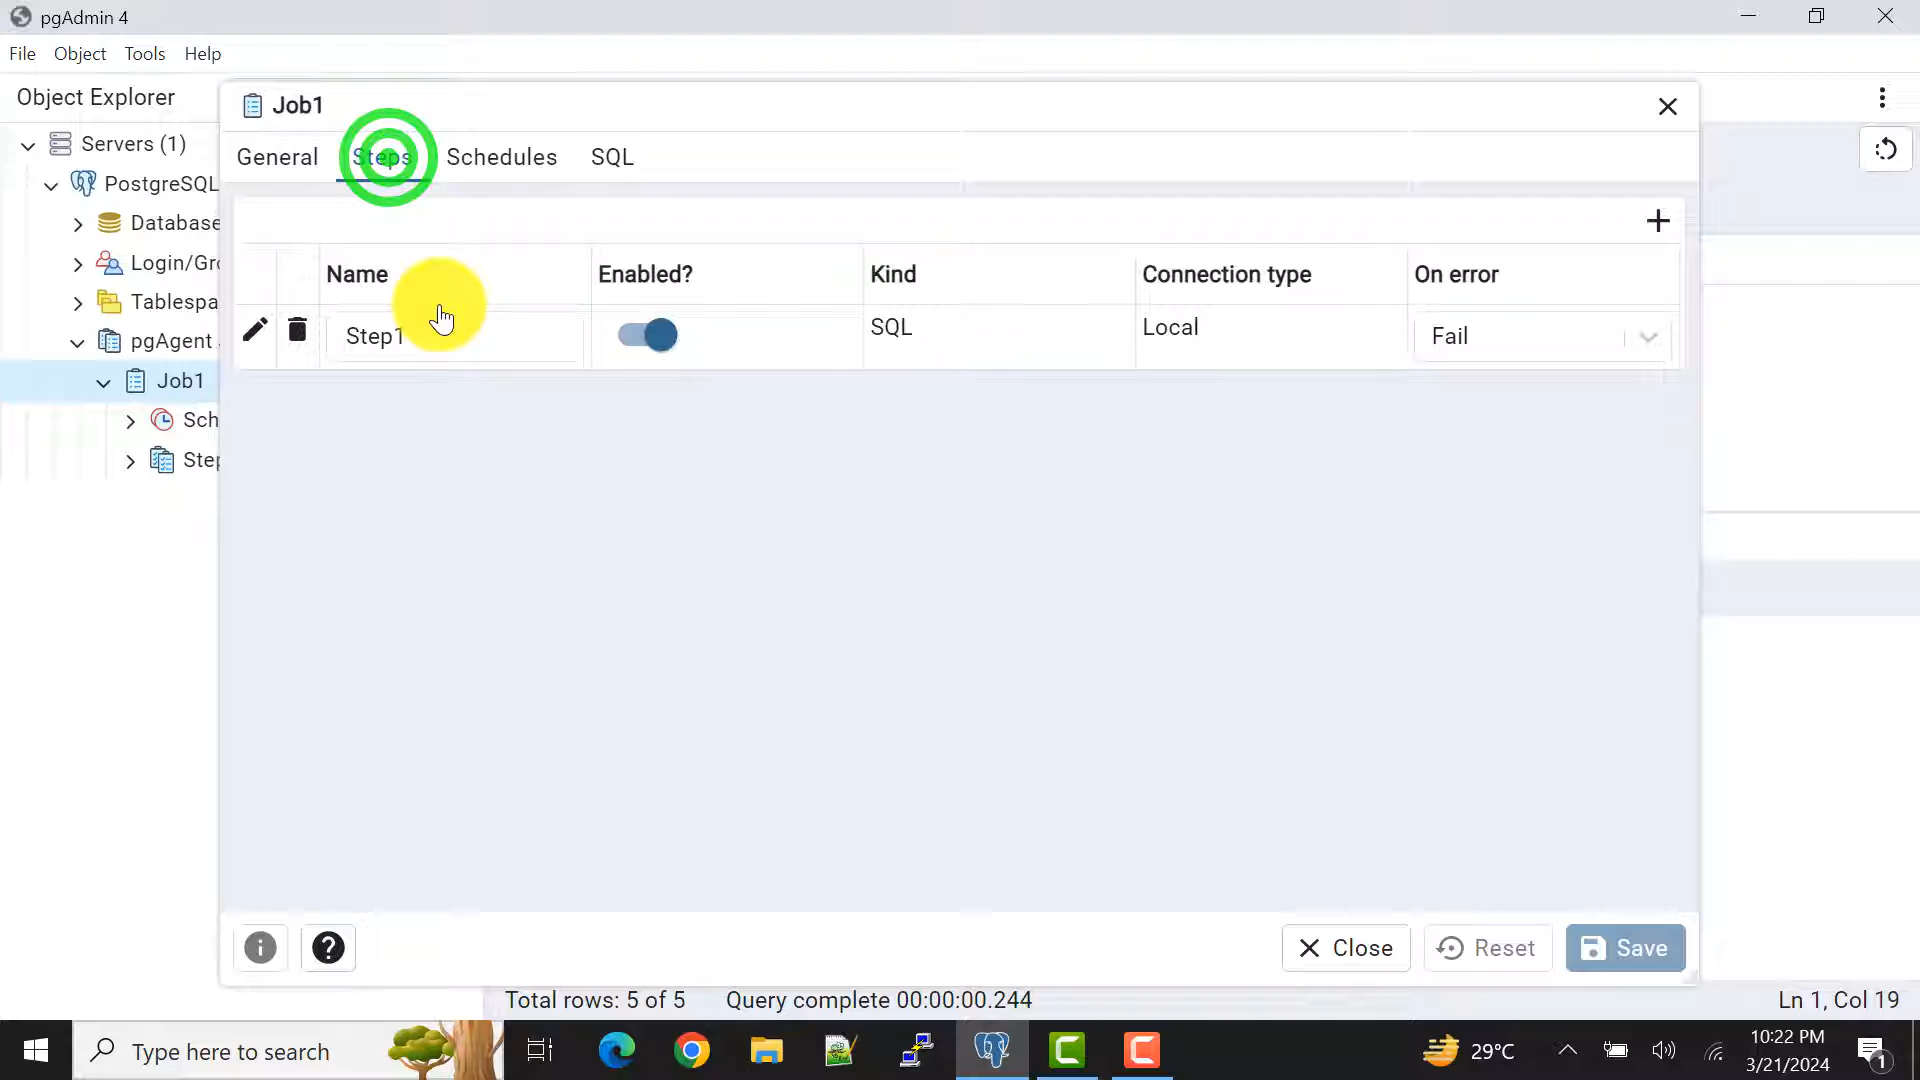 pgAdmin 4
File Object Tools Help
Object Explorer
Servers (1)
PostgreSQL
Database
Login/Gr
Tablespa
pgAgent
Job1
Sch
Step
Job1
General Steps Schedules SQL
Name Enabled? Kind Connection type On error
Step1 SQL Local Fail
Close Reset Save
Total rows: 5 of 5 Query complete 00:00:00.244 Ln 1, Col 19
Type here to search
29°C
10:22 PM
3/21/2024
1